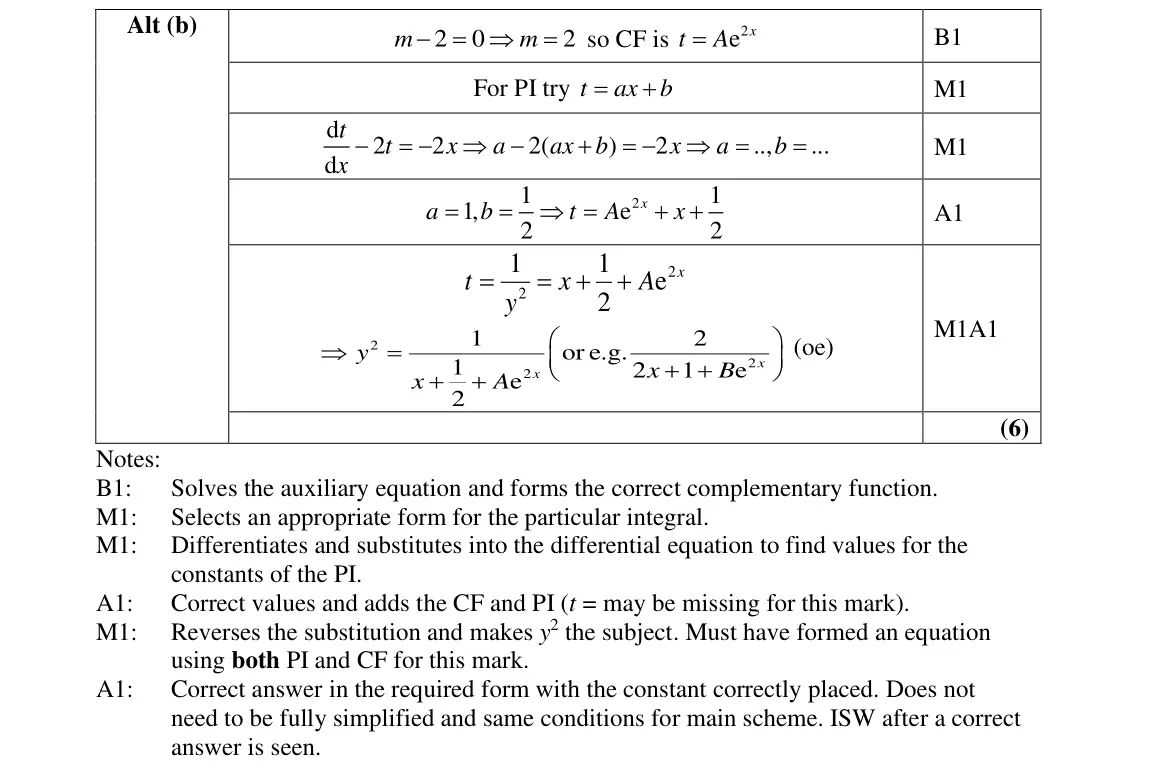 Alt (b)
m − 2 = 0 ⇒ m = 2 so CF is t = Ae^{2x}
B1
For PI try t = ax + b
M1
dt/dx − 2t = −2x ⇒ a − 2(ax + b) = −2x ⇒ a = .., b = ...
M1
a = 1, b = 1/2 ⇒ t = Ae^{2x} + x + 1/2
A1
t = 1/y² = x + 1/2 + Ae^{2x}
⇒ y² = 1/(x + 1/2 + Ae^{2x}) (or e.g. 2/(2x + 1 + Be^{2x})) (oe)
M1A1
(6)
Notes:
B1: Solves the auxiliary equation and forms the correct complementary function.
M1: Selects an appropriate form for the particular integral.
M1: Differentiates and substitutes into the differential equation to find values for the
constants of the PI.
A1: Correct values and adds the CF and PI (t = may be missing for this mark).
M1: Reverses the substitution and makes y² the subject. Must have formed an equation
using both PI and CF for this mark.
A1: Correct answer in the required form with the constant correctly placed. Does not
need to be fully simplified and same conditions for main scheme. ISW after a correct
answer is seen.